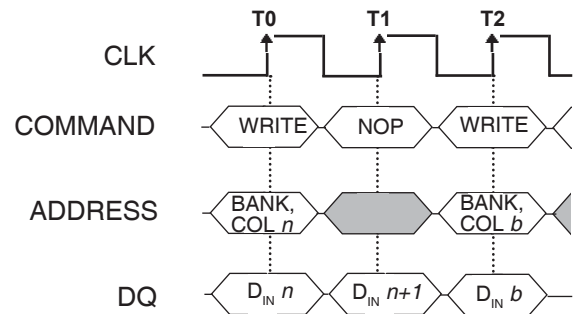 T0 T1 T2
CLK
COMMAND WRITE NOP WRITE
ADDRESS BANK, COL n BANK, COL b
DQ DIN n DIN n+1 DIN b